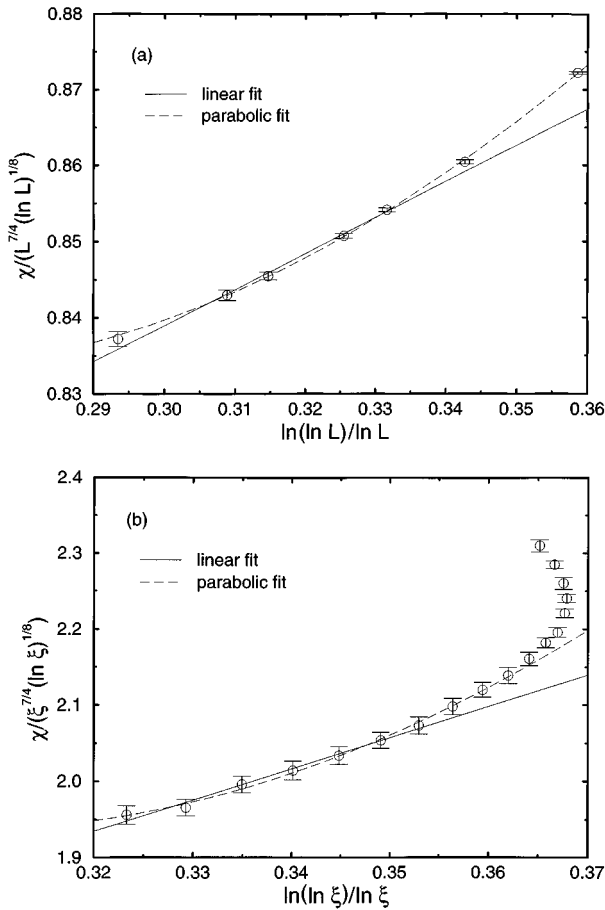 0.88
(a)
0.87
linear fit
parabolic fit
0.86
χ/(L^{7/4}(ln L)^{1/8})
0.85
0.84
0.83
0.29 0.30 0.31 0.32 0.33 0.34 0.35 0.36
ln(ln L)/ln L
2.4
(b)
2.3
linear fit
parabolic fit
2.2
χ/(ξ^{7/4}(ln ξ)^{1/8})
2.1
2.0
1.9
0.32 0.33 0.34 0.35 0.36 0.37
ln(ln ξ)/ln ξ